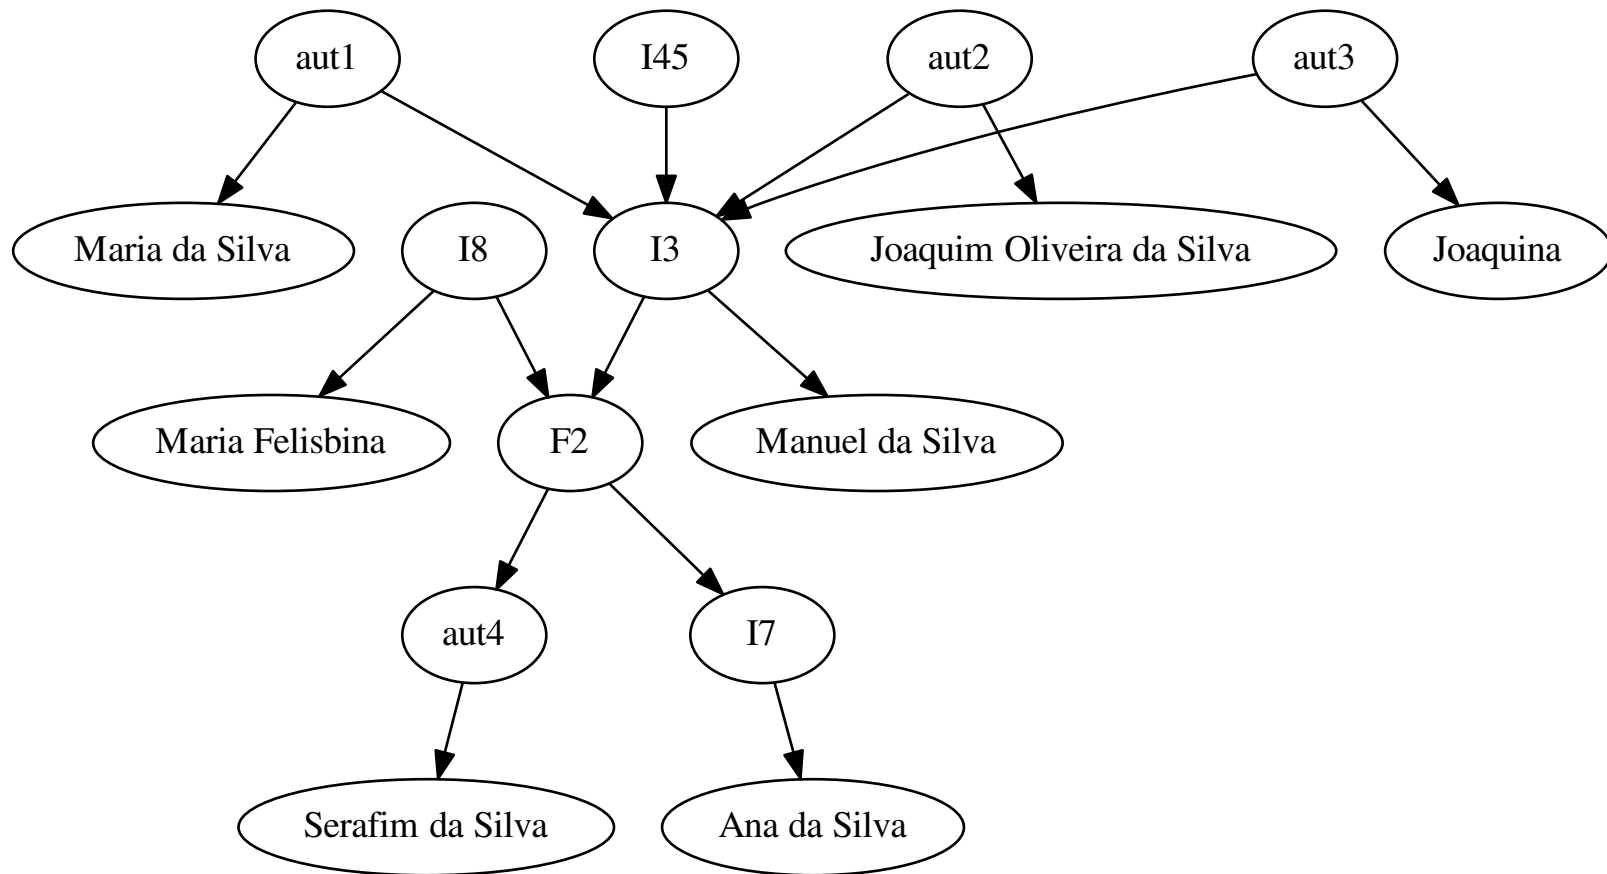 aut1
I45
aut2
aut3
Maria da Silva
I8
I3
Joaquim Oliveira da Silva
Joaquina
Maria Felisbina
F2
Manuel da Silva
aut4
I7
Serafim da Silva
Ana da Silva